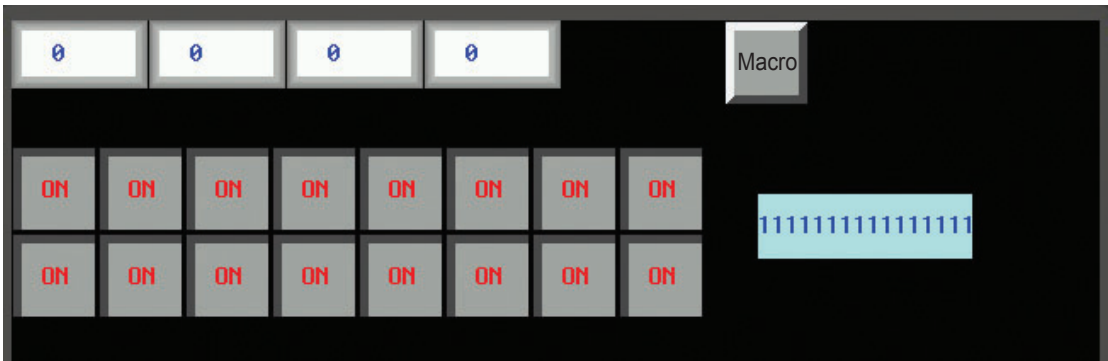 0 0 0 0 Macro
ON ON ON ON ON ON ON ON
1111111111111111
ON ON ON ON ON ON ON ON